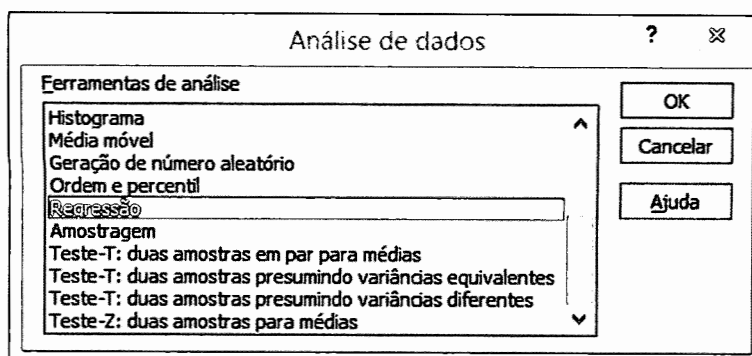 Análise de dados
?
Ferramentas de análise
Histograma
Média móvel
Geração de número aleatório
Ordem e percentil
Regressão
Amostragem
Teste-T: duas amostras em par para médias
Teste-T: duas amostras presumindo variâncias equivalentes
Teste-T: duas amostras presumindo variâncias diferentes
Teste-Z: duas amostras para médias
OK
Cancelar
Ajuda